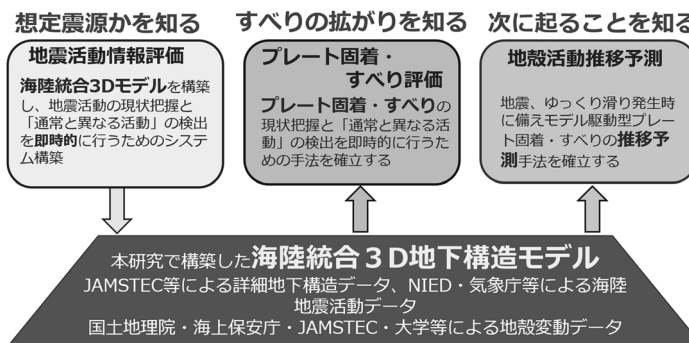 想定震源かを知る
地震活動情報評価
海陸統合3Dモデルを構築
し、地震活動の現状把握と
「通常と異なる活動」の検出
を即時的に行うためのシステ
ム構築
すべりの拡がりを知る
プレート固着・
すべり評価
プレート固着・すべりの
現状把握と「通常と異なる活
動」の検出を即時的に行うた
めの手法を確立する
次に起ることを知る
地殻活動推移予測
地震、ゆっくり滑り発生時
に備えモデル駆動型プレー
ト固着・すべりの推移予
測手法を確立する
本研究で構築した海陸統合３D地下構造モデル
JAMSTEC等による詳細地下構造データ、NIED・気象庁等による海陸
地震活動データ
国土地理院・海上保安庁・JAMSTEC・大学等による地殻変動データ